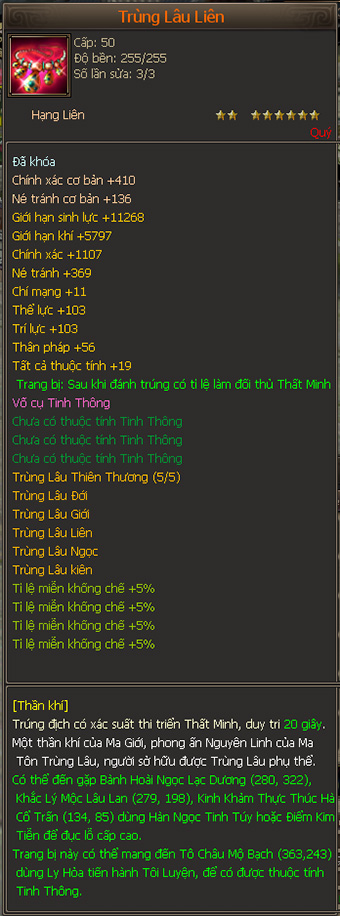 Trùng Lâu Liên
Cấp: 50
Độ bền: 255/255
Số lần sửa: 3/3
Hạng Liên
Quý
Đã khóa
Chính xác cơ bản +410
Né tránh cơ bản +136
Giới hạn sinh lực +11268
Giới hạn khí +5797
Chính xác +1107
Né tránh +369
Chí mạng +11
Thể lực +103
Trí lực +103
Thân pháp +56
Tất cả thuộc tính +19
Trang bị: Sau khi đánh trúng có tỉ lệ làm đối thủ Thất Minh
Võ cụ Tinh Thông
Chưa có thuộc tính Tinh Thông
Chưa có thuộc tính Tinh Thông
Chưa có thuộc tính Tinh Thông
Trùng Lâu Thiên Thương (5/5)
Trùng Lâu Đới
Trùng Lâu Giới
Trùng Lâu Liên
Trùng Lâu Ngọc
Trùng Lâu kiên
Tỉ lệ miễn khống chế +5%
Tỉ lệ miễn khống chế +5%
Tỉ lệ miễn khống chế +5%
Tỉ lệ miễn khống chế +5%
[Thần khí]
Trúng địch có xác suất thi triển Thất Minh, duy trì 20 giây.
Một thần khí của Ma Giới, phong ấn Nguyên Linh của Ma
Tôn Trùng Lâu, người sở hữu được Trùng Lâu phụ thể.
Có thể đến gặp Bành Hoài Ngọc Lạc Dương (280, 322),
Khắc Lý Mộc Lâu Lan (279, 198), Kinh Khảm Thực Thúc Hà
Cổ Trấn (134, 85) dùng Hàn Ngọc Tinh Túy hoặc Điểm Kim
Tiễn để đục lỗ cấp cao.
Trang bị này có thể mang đến Tô Châu Mộ Bạch (363,243)
dùng Ly Hỏa tiến hành Tôi Luyện, để có được thuộc tính
Tinh Thông.